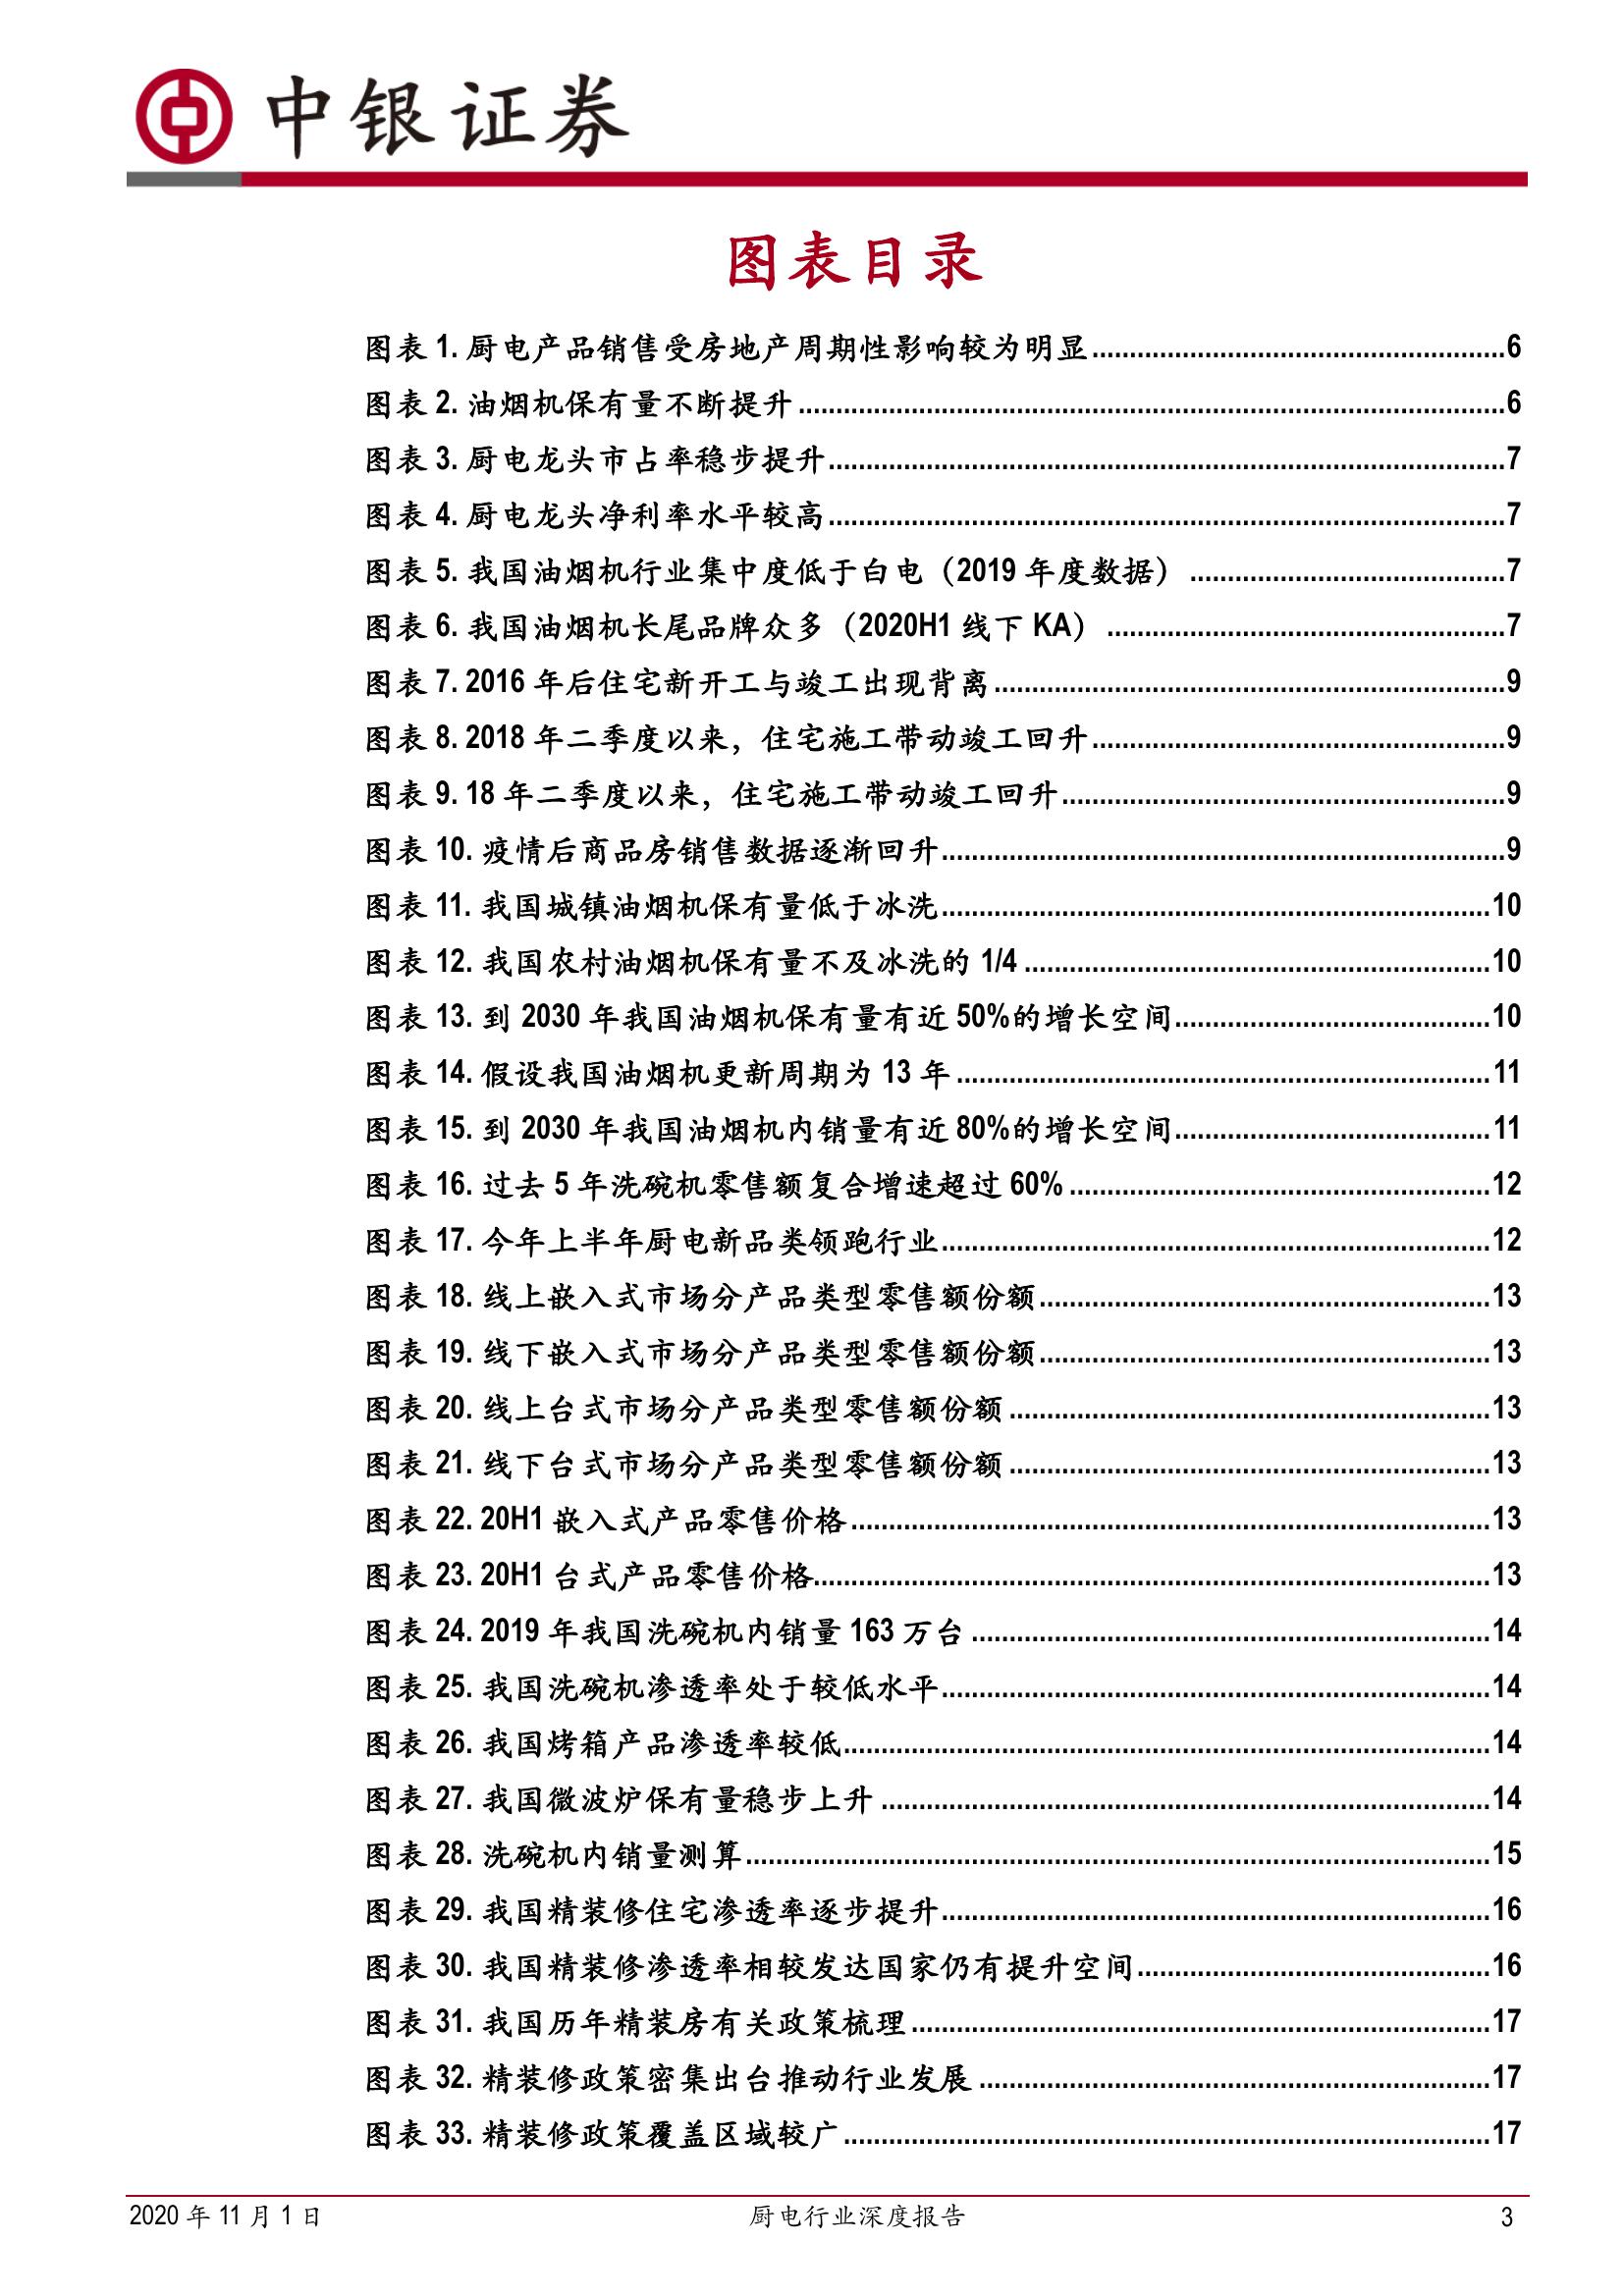 中银证券
图表目录
图表 1. 厨电产品销售受房地产周期性影响较为明显......6
图表 2. 油烟机保有量不断提升......6
图表 3. 厨电龙头市占率稳步提升......7
图表 4. 厨电龙头净利率水平较高......7
图表 5. 我国油烟机行业集中度低于白电（2019 年度数据）......7
图表 6. 我国油烟机长尾品牌众多（2020H1 线下 KA）......7
图表 7. 2016 年后住宅新开工与竣工出现背离......9
图表 8. 2018 年二季度以来，住宅施工带动竣工回升......9
图表 9. 18 年二季度以来，住宅施工带动竣工回升......9
图表 10. 疫情后商品房销售数据逐渐回升......9
图表 11. 我国城镇油烟机保有量低于冰洗......10
图表 12. 我国农村油烟机保有量不及冰洗的 1/4......10
图表 13. 到 2030 年我国油烟机保有量有近 50%的增长空间......10
图表 14. 假设我国油烟机更新周期为 13 年......11
图表 15. 到 2030 年我国油烟机内销量有近 80%的增长空间......11
图表 16. 过去 5 年洗碗机零售额复合增速超过 60%......12
图表 17. 今年上半年厨电新品类领跑行业......12
图表 18. 线上嵌入式市场分产品类型零售额份额......13
图表 19. 线下嵌入式市场分产品类型零售额份额......13
图表 20. 线上台式市场分产品类型零售额份额......13
图表 21. 线下台式市场分产品类型零售额份额......13
图表 22. 20H1 嵌入式产品零售价格......13
图表 23. 20H1 台式产品零售价格......13
图表 24. 2019 年我国洗碗机内销量 163 万台......14
图表 25. 我国洗碗机渗透率处于较低水平......14
图表 26. 我国烤箱产品渗透率较低......14
图表 27. 我国微波炉保有量稳步上升......14
图表 28. 洗碗机内销量测算......15
图表 29. 我国精装修住宅渗透率逐步提升......16
图表 30. 我国精装修渗透率相较发达国家仍有提升空间......16
图表 31. 我国历年精装房有关政策梳理......17
图表 32. 精装修政策密集出台推动行业发展......17
图表 33. 精装修政策覆盖区域较广......17
2020 年 11 月 1 日 厨电行业深度报告 3